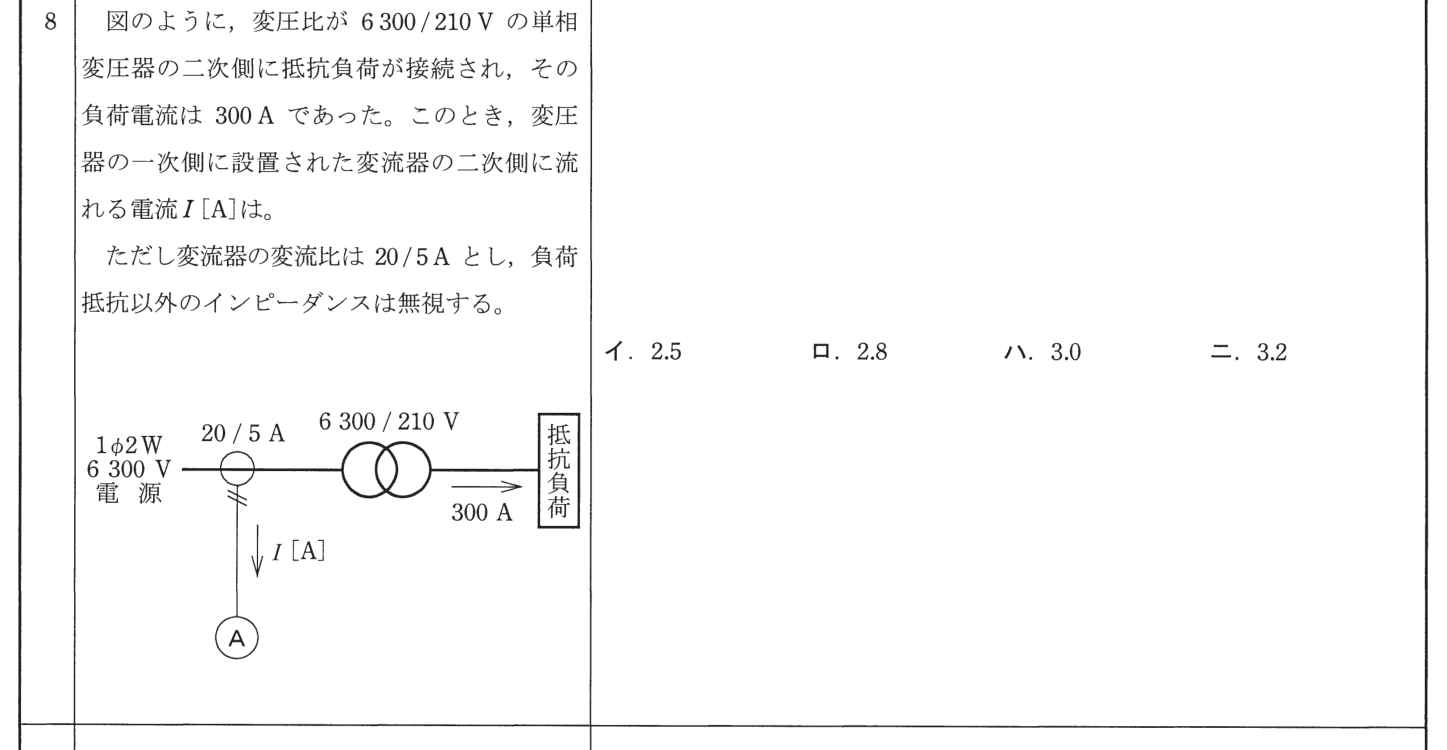 8
図のように，変圧比が 6 300/210 V の単相
変圧器の二次側に抵抗負荷が接続され，その
負荷電流は 300 A であった。このとき，変圧
器の一次側に設置された変流器の二次側に流
れる電流 I [A]は。
ただし変流器の変流比は 20/5 A とし，負荷
抵抗以外のインピーダンスは無視する。
イ．2.5 ロ．2.8 ハ．3.0 ニ．3.2
1φ2W
6 300 V
電 源
20 / 5 A
6 300 / 210 V
300 A
抵抗負荷
I [A]
A